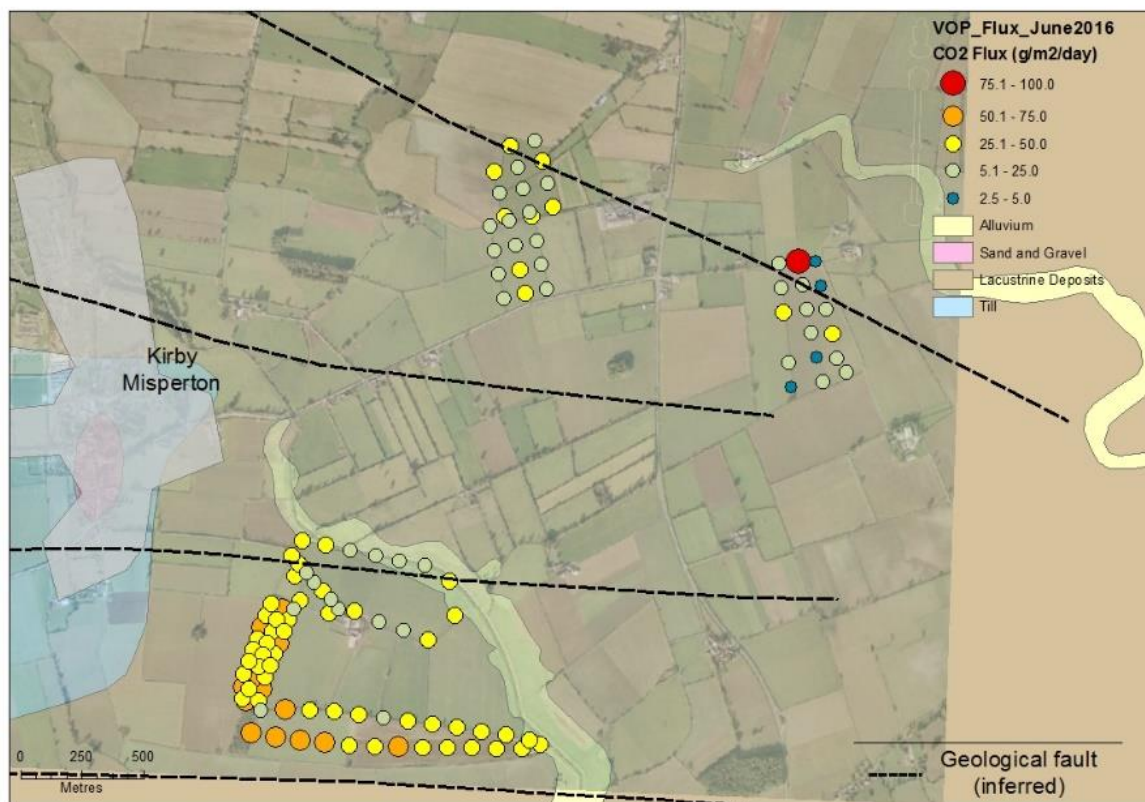 VOP_Flux_June2016
CO2 Flux (g/m2/day)
75.1 - 100.0
50.1 - 75.0
25.1 - 50.0
5.1 - 25.0
2.5 - 5.0
Alluvium
Sand and Gravel
Lacustrine Deposits
Till
Kirby
Misperton
0 250 500
Metres
Geological fault
(inferred)